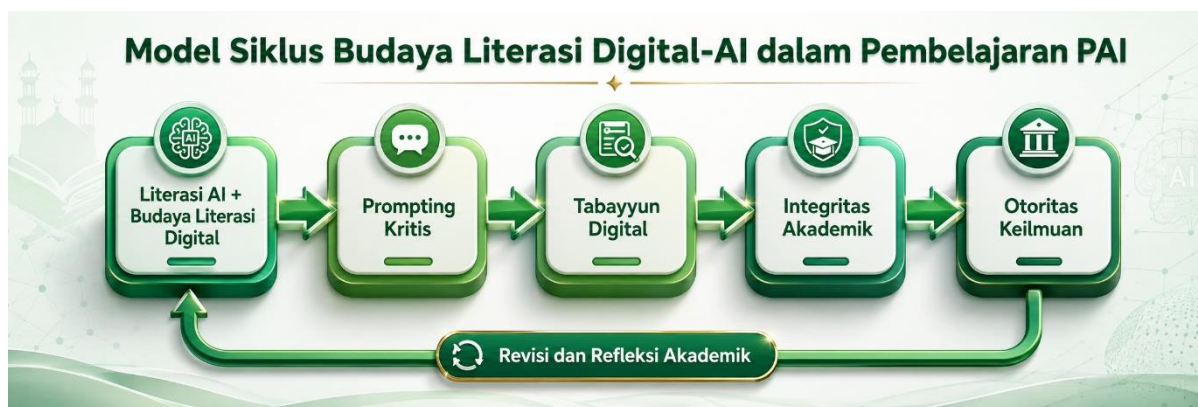 Model Siklus Budaya Literasi Digital-AI dalam Pembelajaran PAI
AI
Literasi AI +
Budaya Literasi
Digital
Prompting
Kritis
Tabayyun
Digital
Integritas
Akademik
Otoritas
Keilmuan
AI
Revisi dan Refleksi Akademik